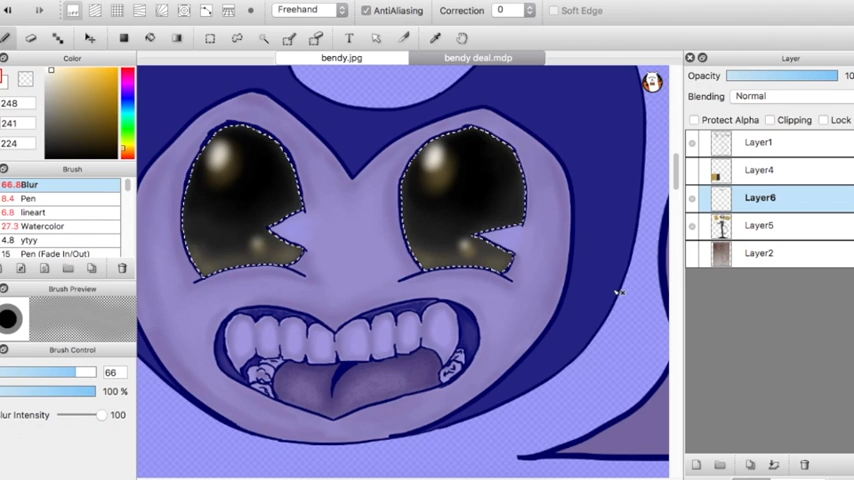 Freehand
AntiAliasing
Correction
0
Soft Edge
Color
bendy.jpg
bendy deal.mdp
Layer
Opacity
10
Blending
Normal
Protect Alpha
Clipping
Lock
248
241
224
Brush
66.8 Blur
8.4 Pen
6.8 lineart
27.3 Watercolor
4.8 ytyy
15 Pen (Fade In/Out)
Layer1
Layer4
Layer6
Layer5
Layer2
Brush Preview
Brush Control
66
100 %
lur Intensity
100